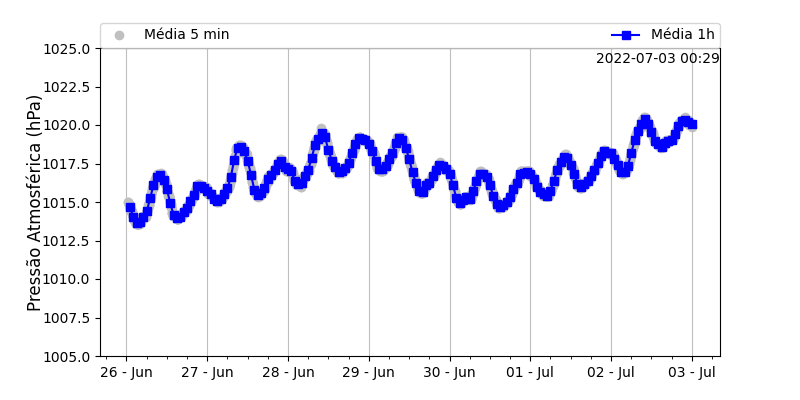 Média 5 min
Média 1h
2022-07-03 00:29
Pressão Atmosférica (hPa)
1025.0
1022.5
1020.0
1017.5
1015.0
1012.5
1010.0
1007.5
1005.0
26 - Jun 27 - Jun 28 - Jun 29 - Jun 30 - Jun 01 - Jul 02 - Jul 03 - Jul